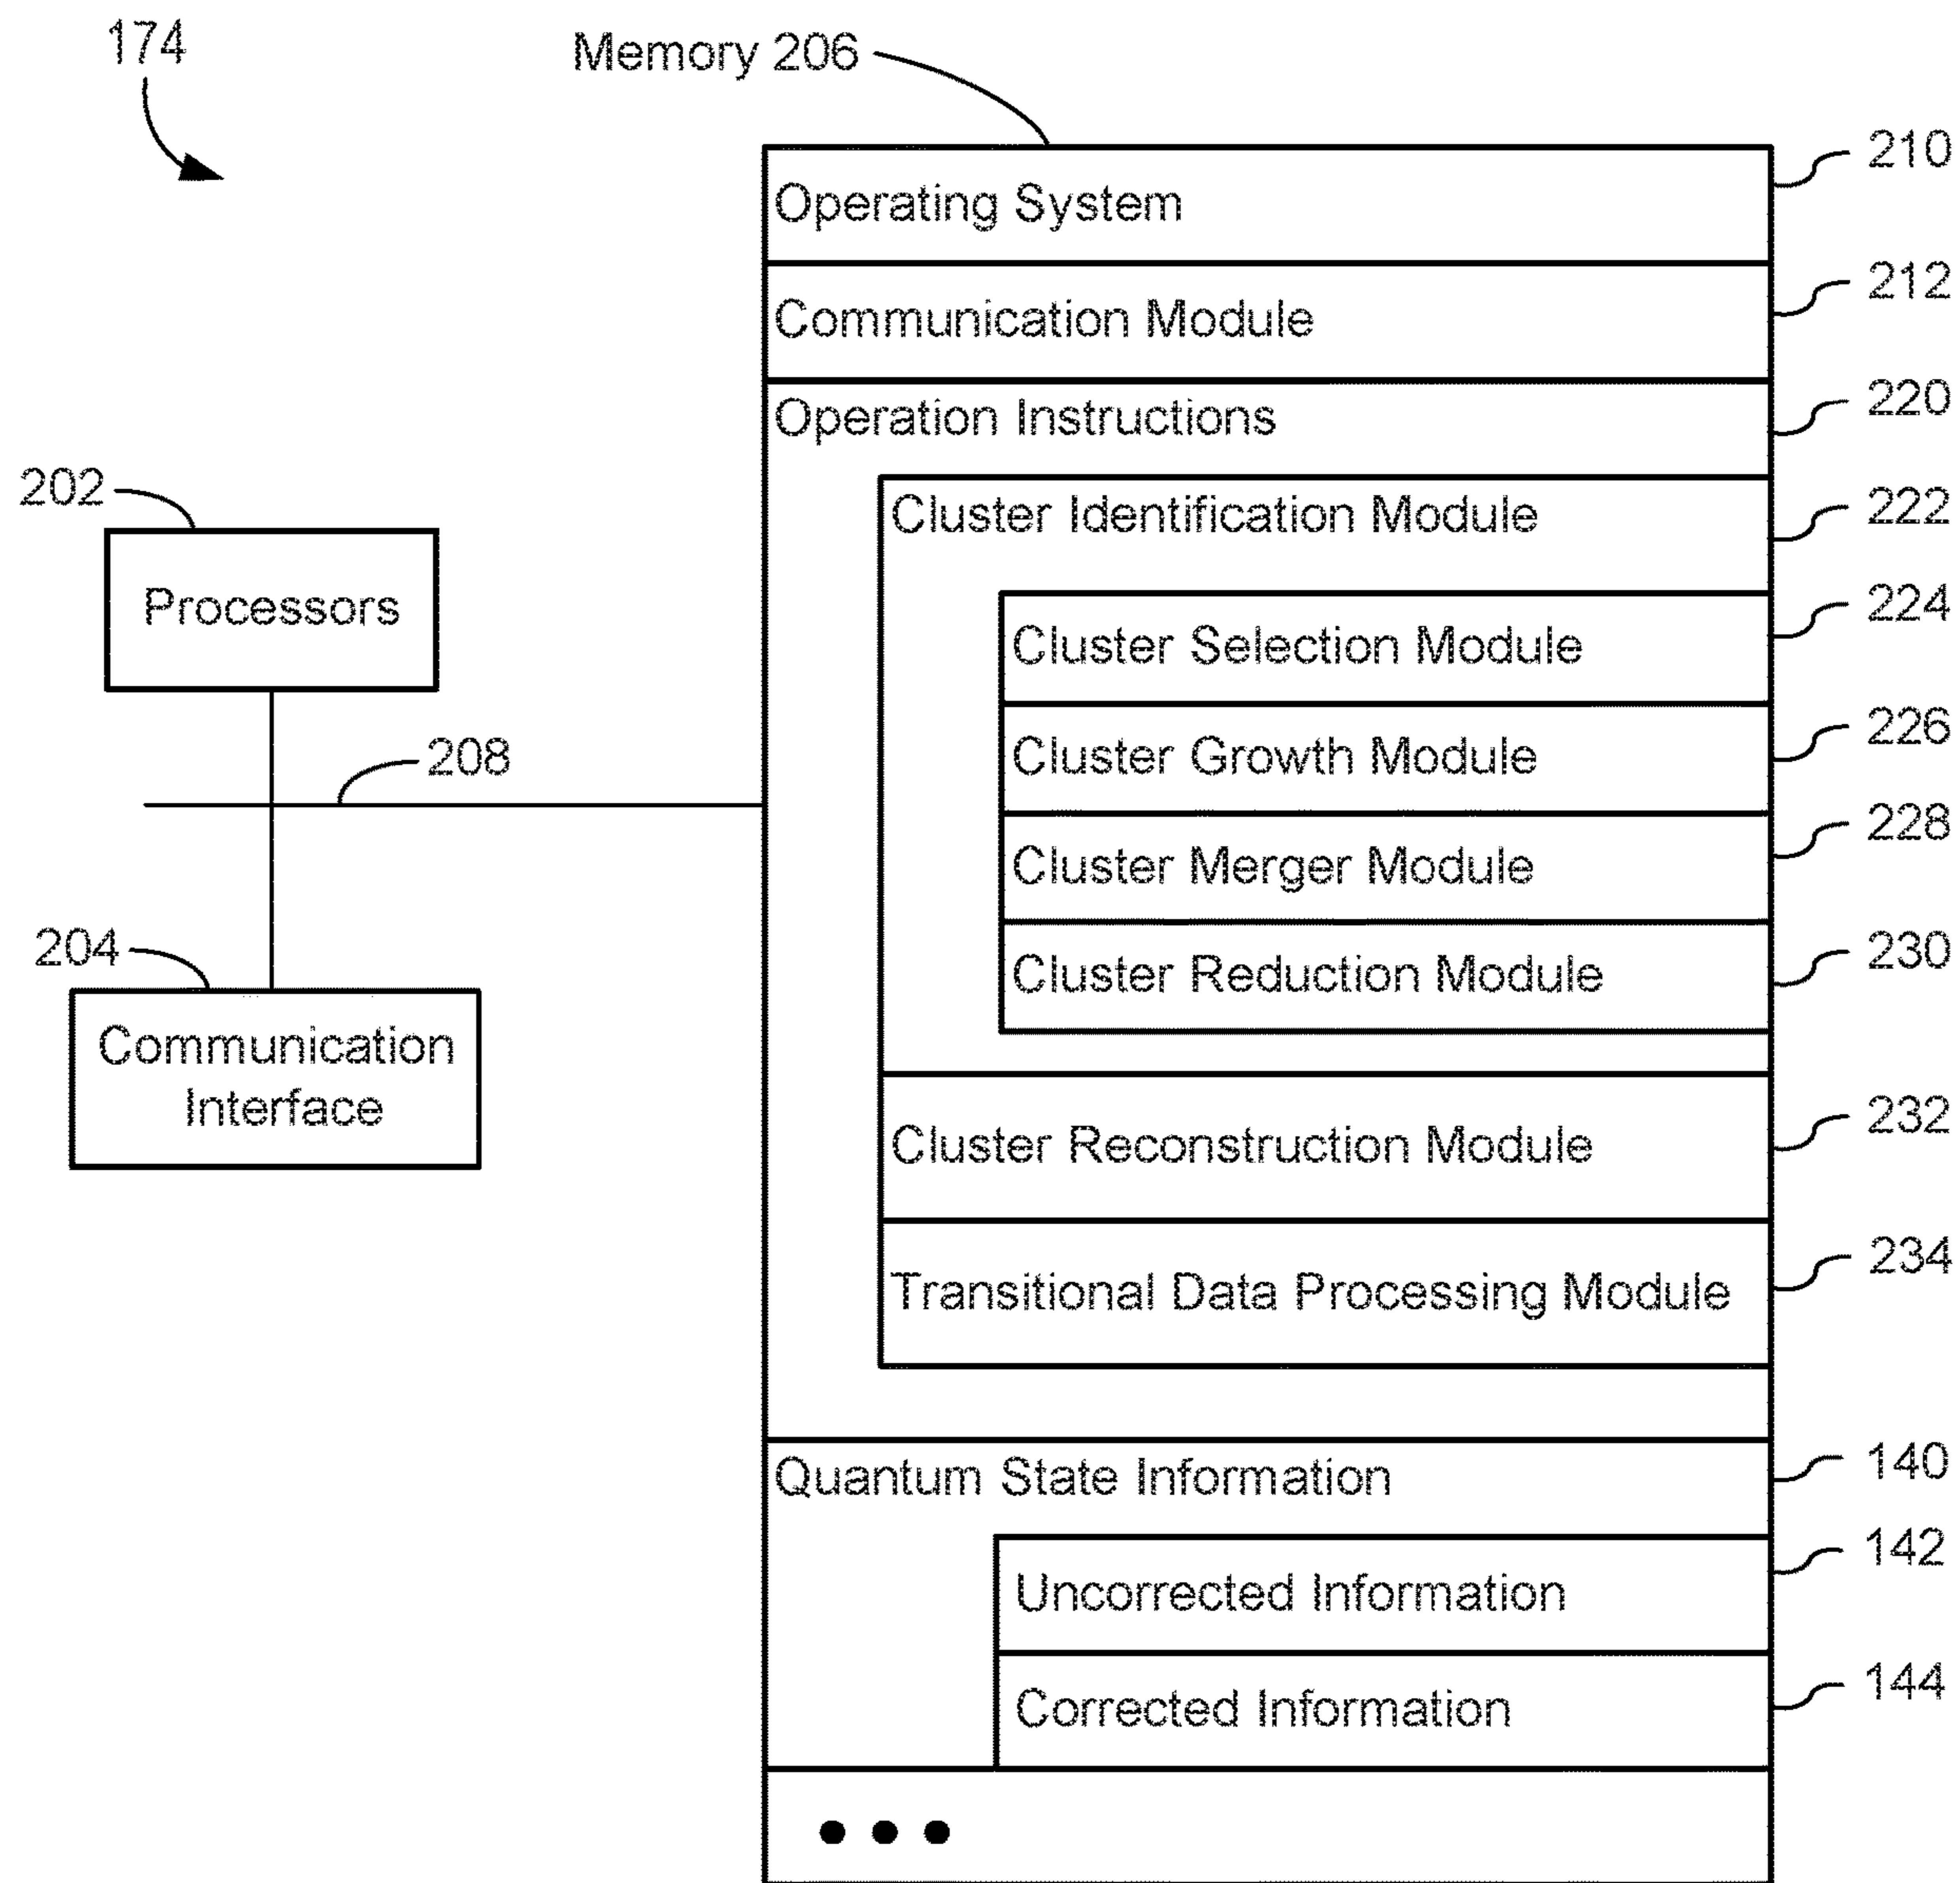 174
Memory 206
Operating System
210
Communication Module
212
Operation Instructions
220
Cluster Identification Module
222
202
Processors
Cluster Selection Module
224
Cluster Growth Module
226
208
Cluster Merger Module
228
204
Cluster Reduction Module
230
Communication
Interface
Cluster Reconstruction Module
232
Transitional Data Processing Module
234
Quantum State Information
140
Uncorrected Information
142
Corrected Information
144